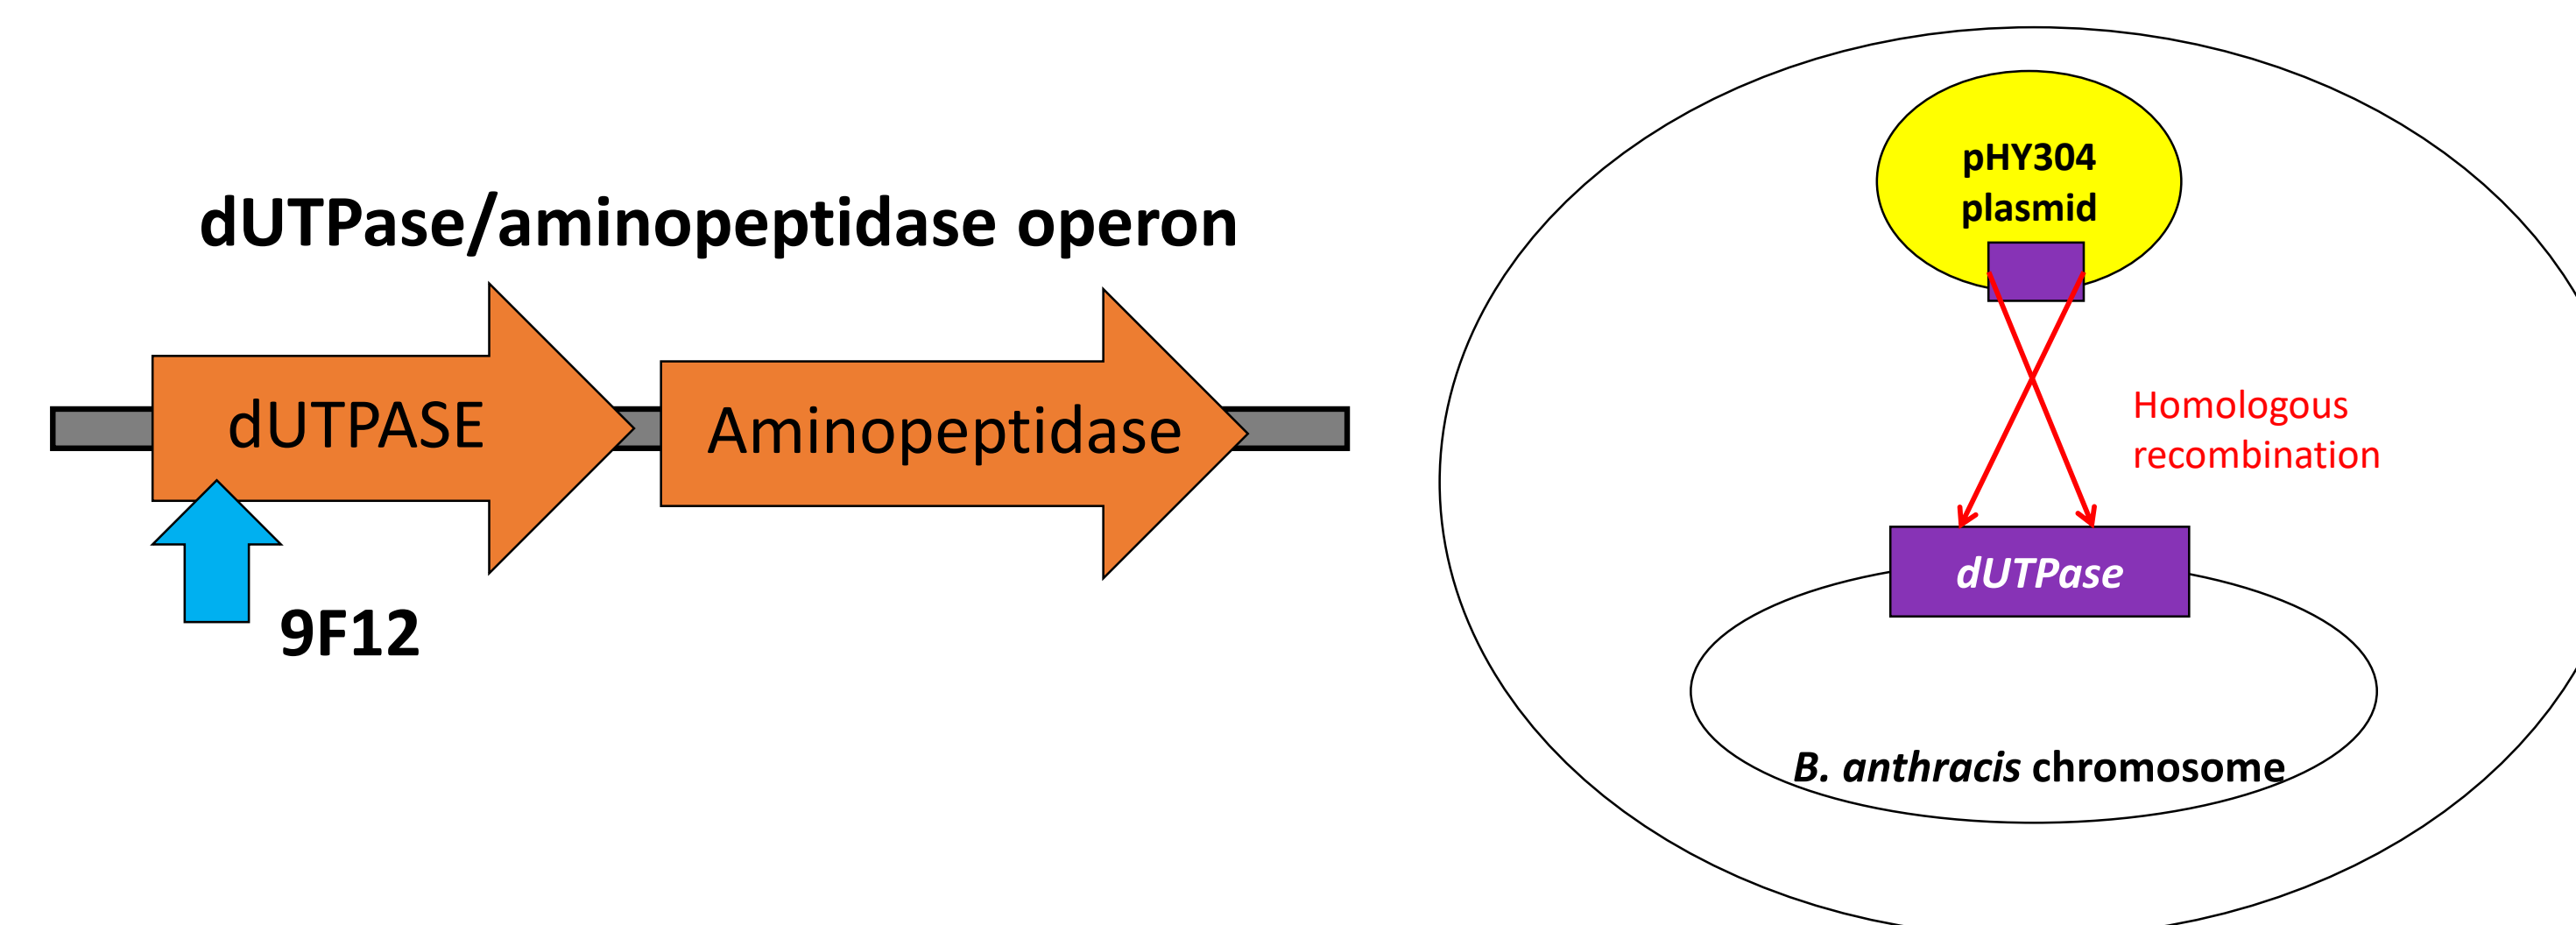 dUTPase/aminopeptidase operon
dUTPASE
Aminopeptidase
9F12
pHY304
plasmid
Homologous
recombination
dUTPase
B. anthracis chromosome